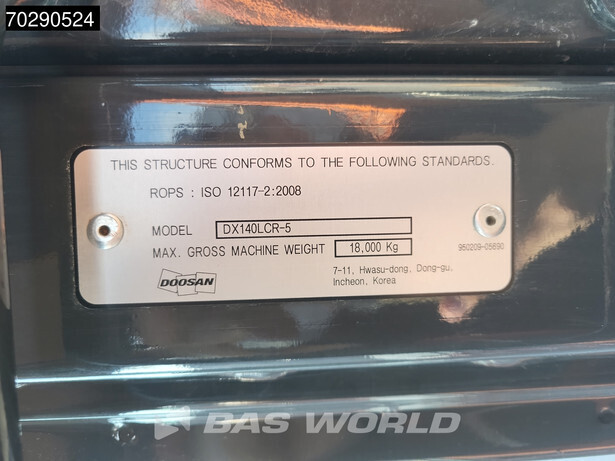 70290524
THIS STRUCTURE CONFORMS TO THE FOLLOWING STANDARDS.
ROPS : ISO 12117-2:2008
MODEL DX140LCR-5
MAX. GROSS MACHINE WEIGHT 18,000 Kg
950209-05690
DOOSAN
7-11, Hwasu-dong, Dong-gu,
Incheon, Korea
BAS WORLD